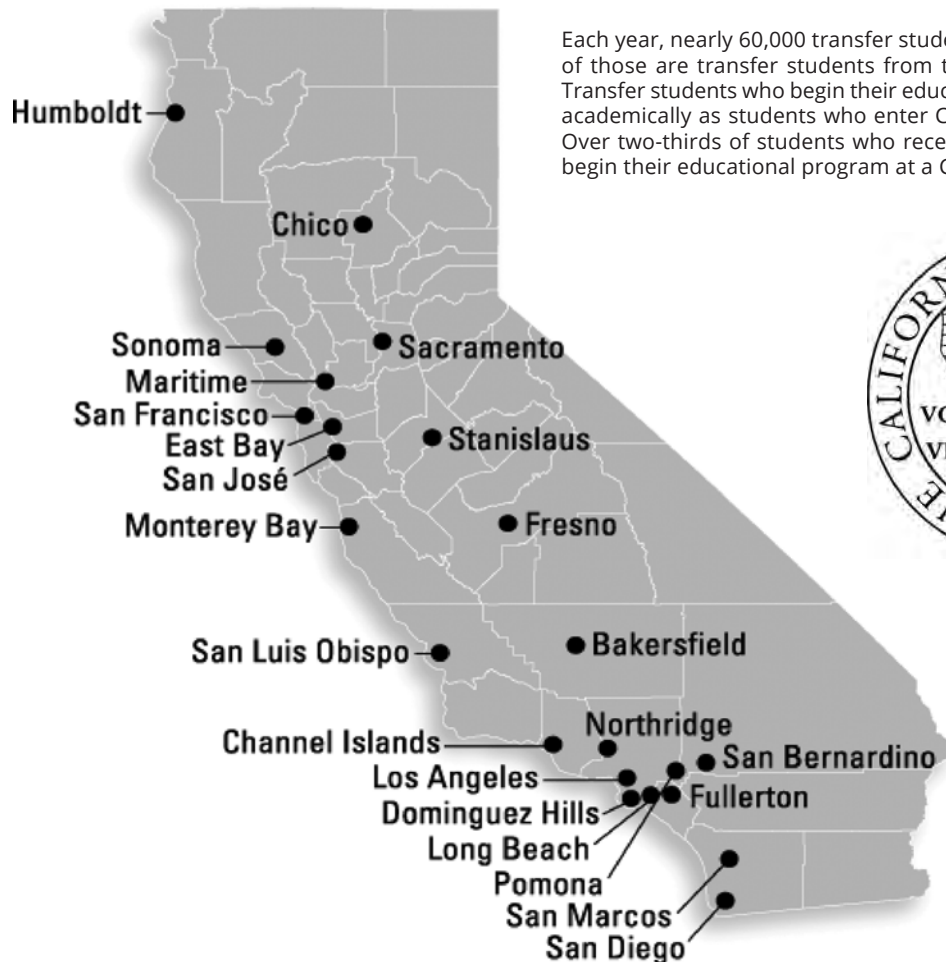 Each year, nearly 60,000 transfer
of those are transfer students from
Transfer students who begin their
academically as students who enter
Over two-thirds of students who
begin their educational program at a
Humboldt
Chico
Sonoma
Sacramento
Maritime
San Francisco
East Bay
Stanislaus
San José
Monterey Bay
Fresno
San Luis Obispo
Bakersfield
Northridge
Channel Islands
San Bernardino
Los Angeles
Fullerton
Dominguez Hills
Long Beach
Pomona
San Marcos
San Diego